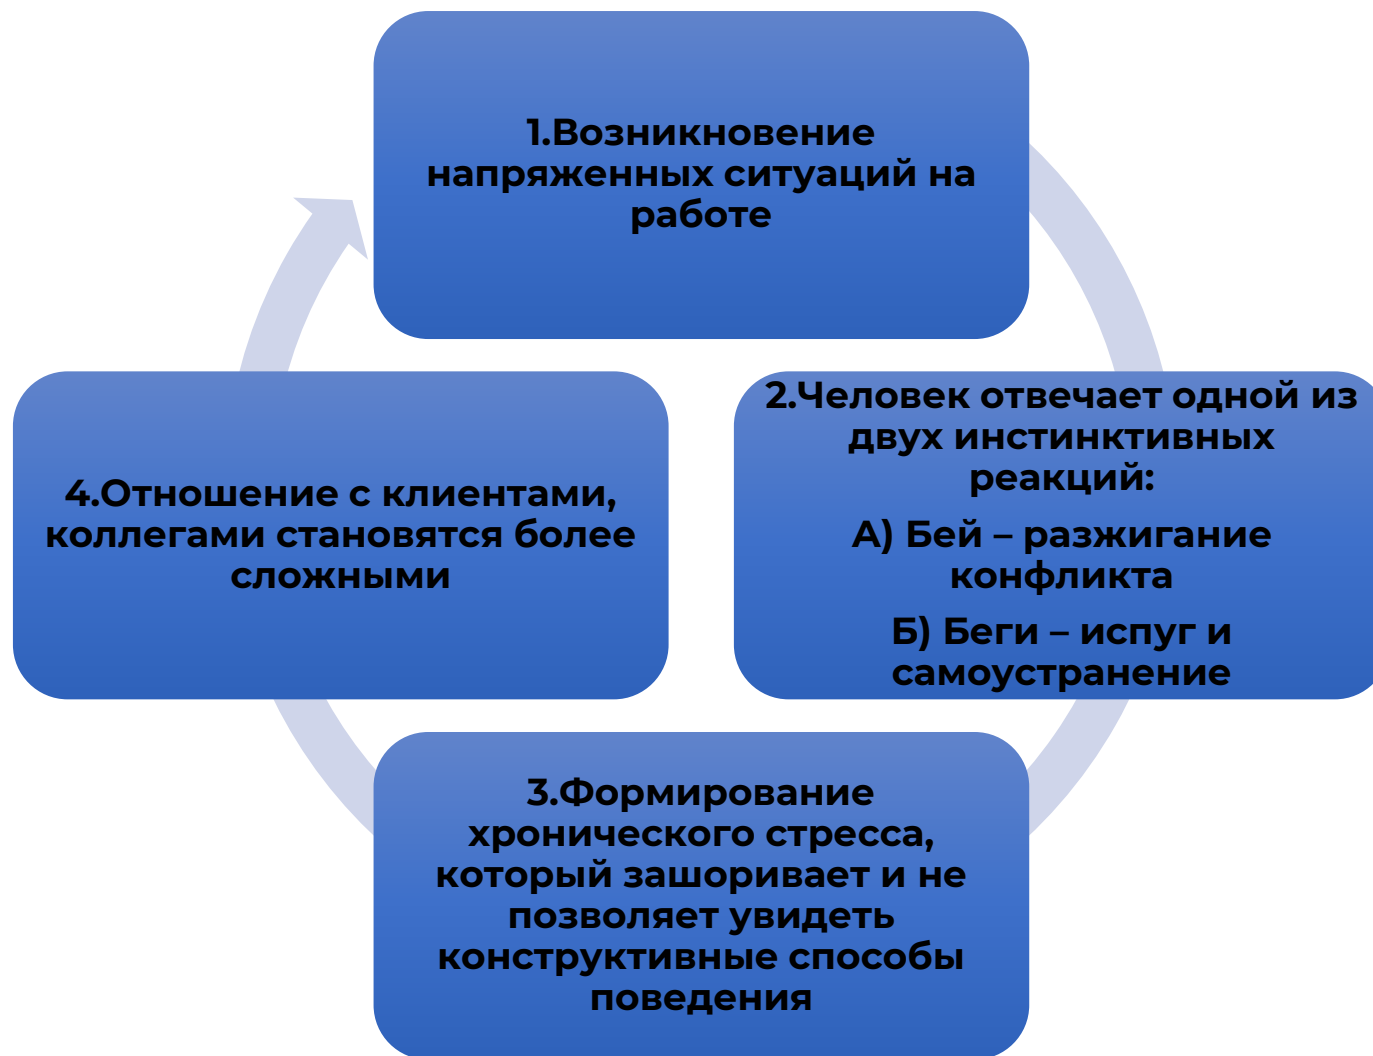 1.Возникновение
напряженных ситуаций на
работе
2.Человек отвечает одной из
двух инстинктивных
реакций:
А) Бей – разжигание
конфликта
Б) Беги – испуг и
самоустранение
3.Формирование
хронического стресса,
который зашоривает и не
позволяет увидеть
конструктивные способы
поведения
4.Отношение с клиентами,
коллегами становятся более
сложными